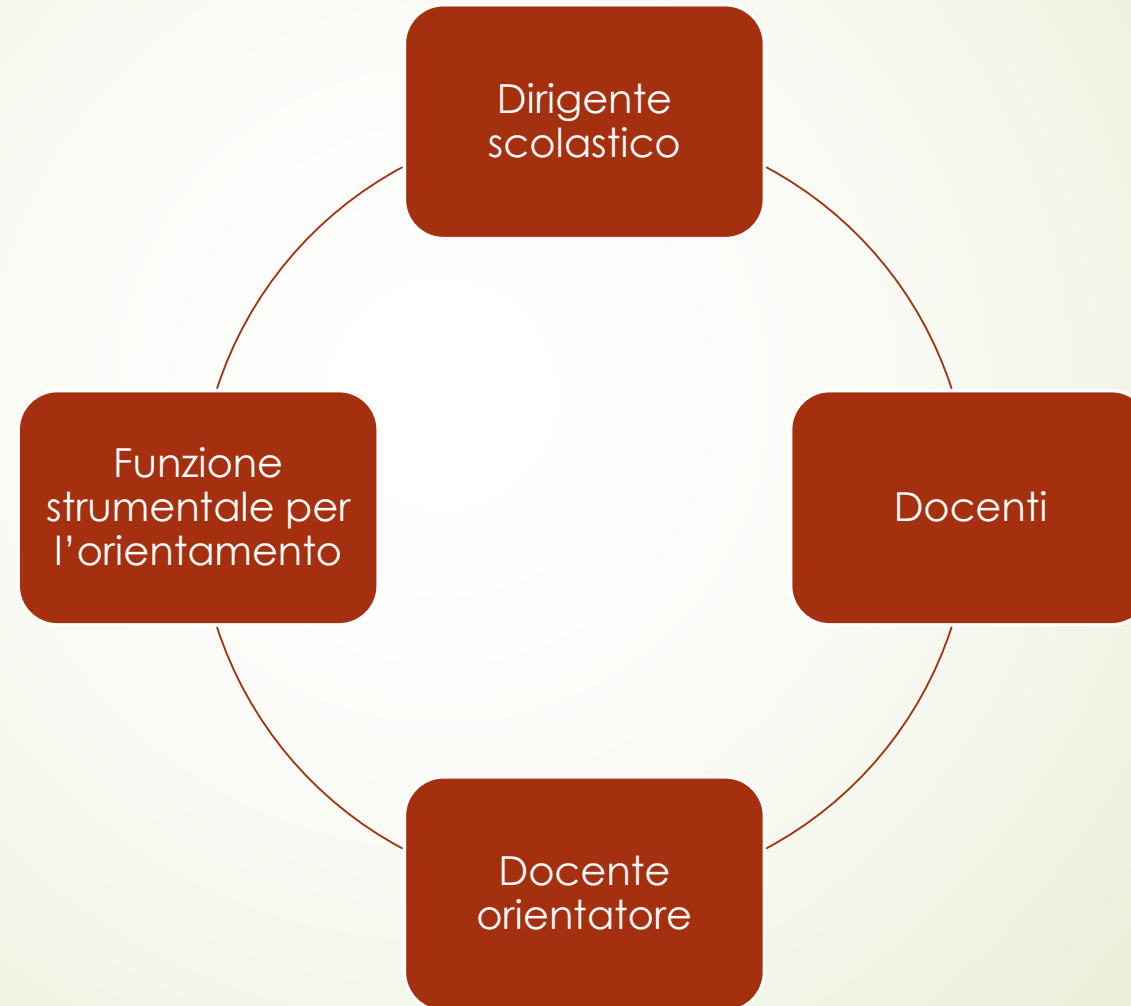 Dirigente
scolastico
Funzione
strumentale per
l’orientamento
Docenti
Docente
orientatore